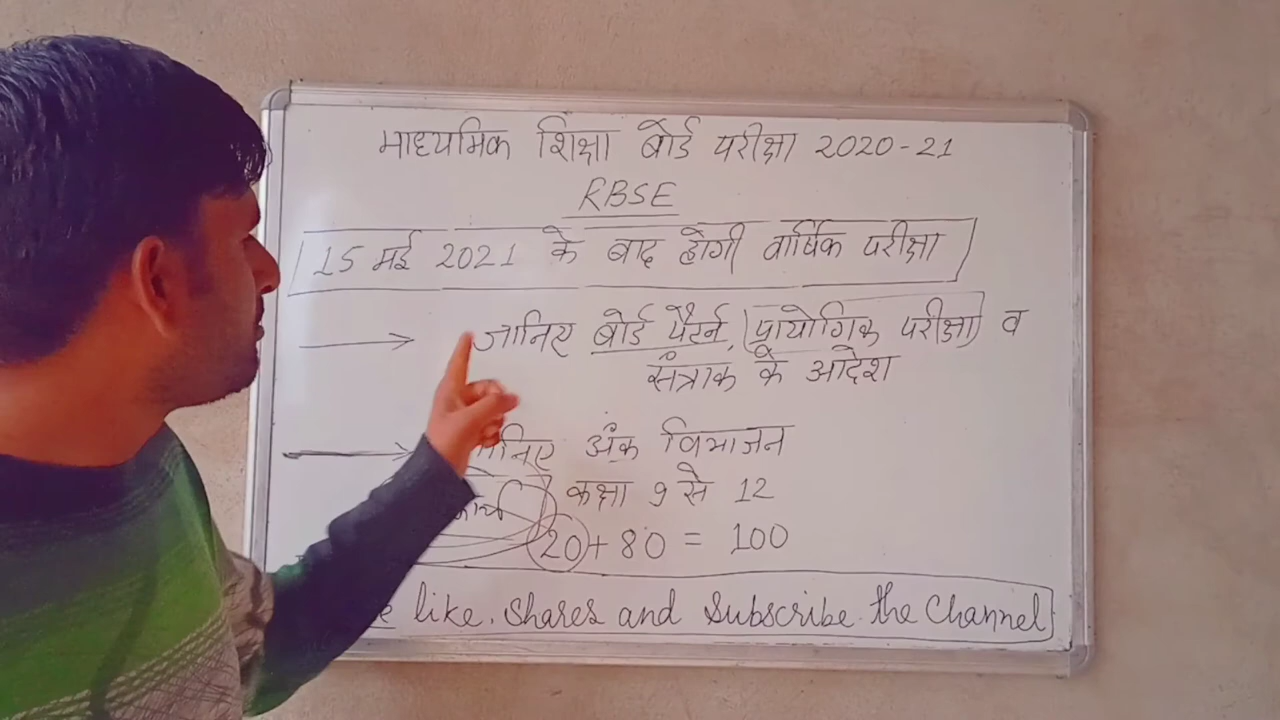 माध्यमिक शिक्षा बोर्ड परीक्षा 2020-21
RBSE
15 मई 2021 के बाद होगी वार्षिक परीक्षा
जानिए बोर्ड पैटर्न, (प्रायोगिक परीक्षा) व
संत्राक के आदेश
अंक विभाजन
कक्षा 9 से 12
20+ 80 = 100
like. shares and Subscribe the Channel